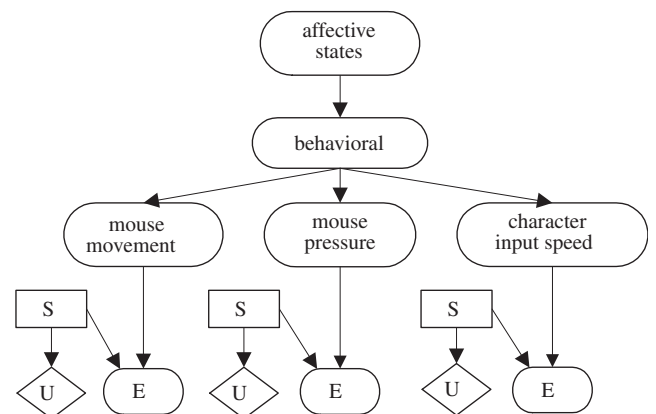 affective
states
behavioral
mouse
movement
mouse
pressure
character
input speed
S
S
S
U
E
U
E
U
E